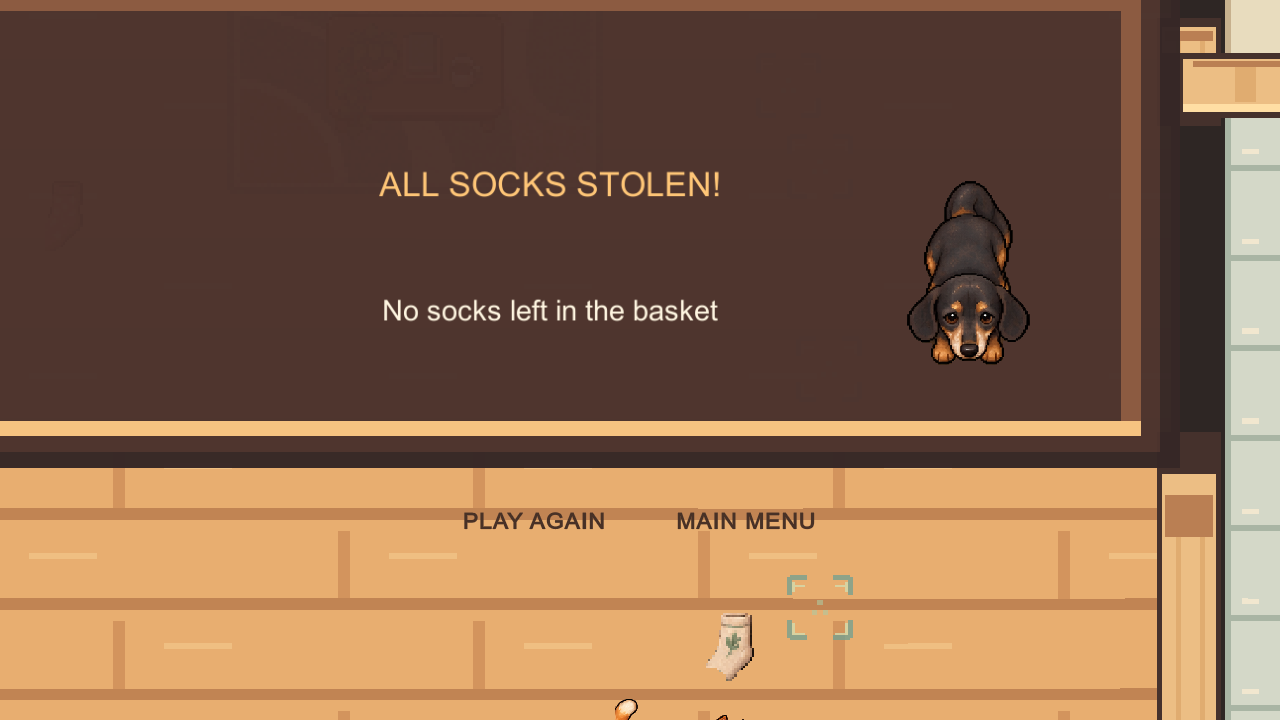 ALL SOCKS STOLEN!
No socks left in the basket
PLAY AGAIN
MAIN MENU